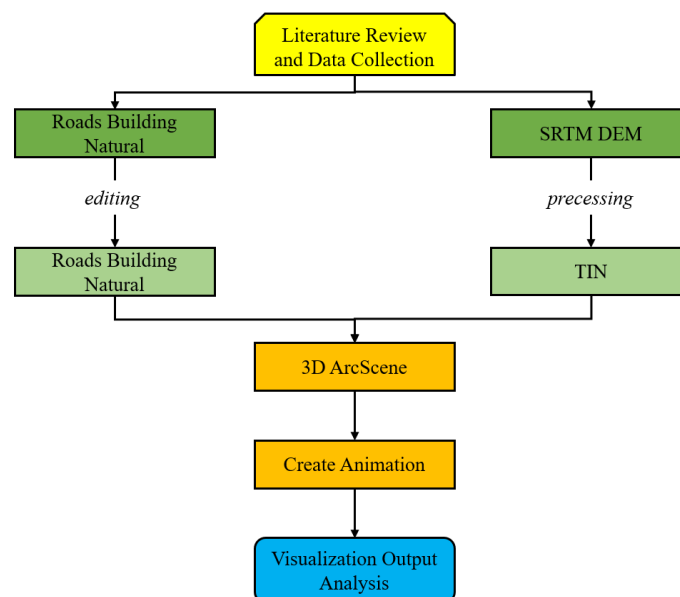 Literature Review
and Data Collection
Roads Building
Natural
SRTM DEM
editing
precessing
Roads Building
Natural
TIN
3D ArcScene
Create Animation
Visualization Output
Analysis